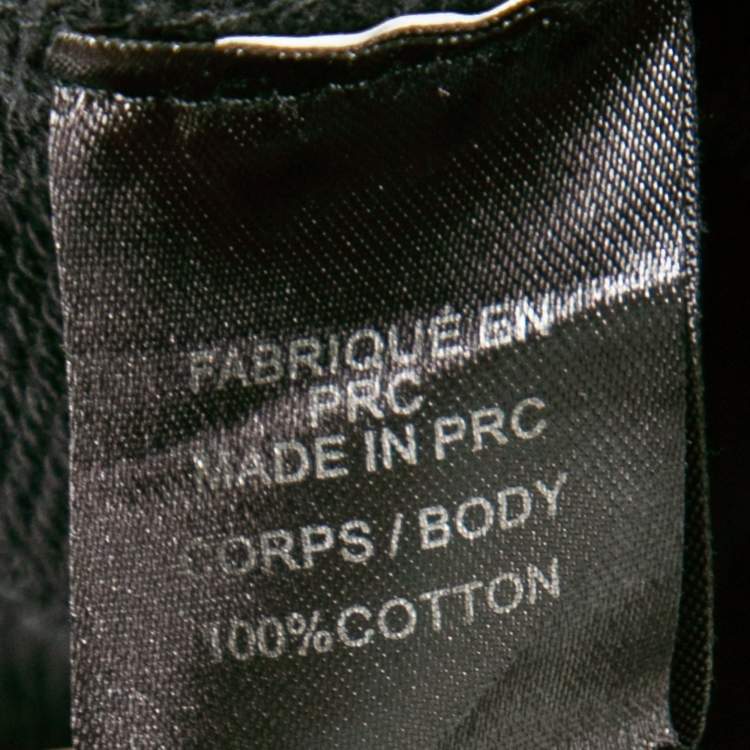 FABRIQUÉ EN
PRC
MADE IN PRC
CORPS / BODY
100%COTTON